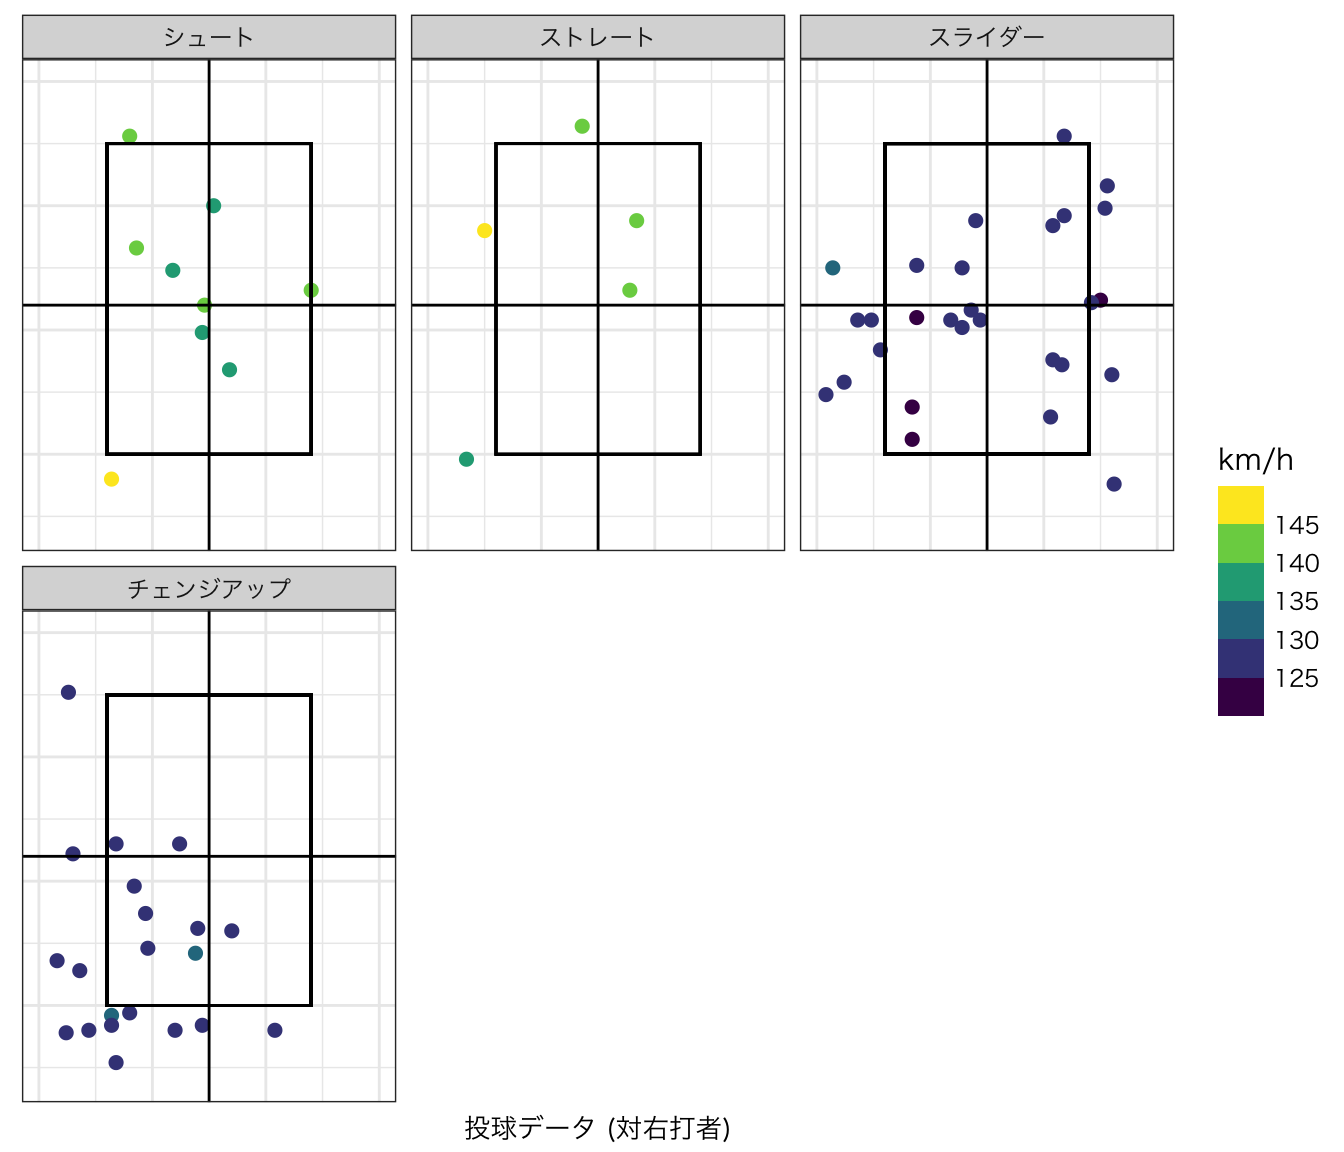 シュート
ストレート
スライダー
km/h
145
140
135
130
125
チェンジアップ
投球データ (対右打者)